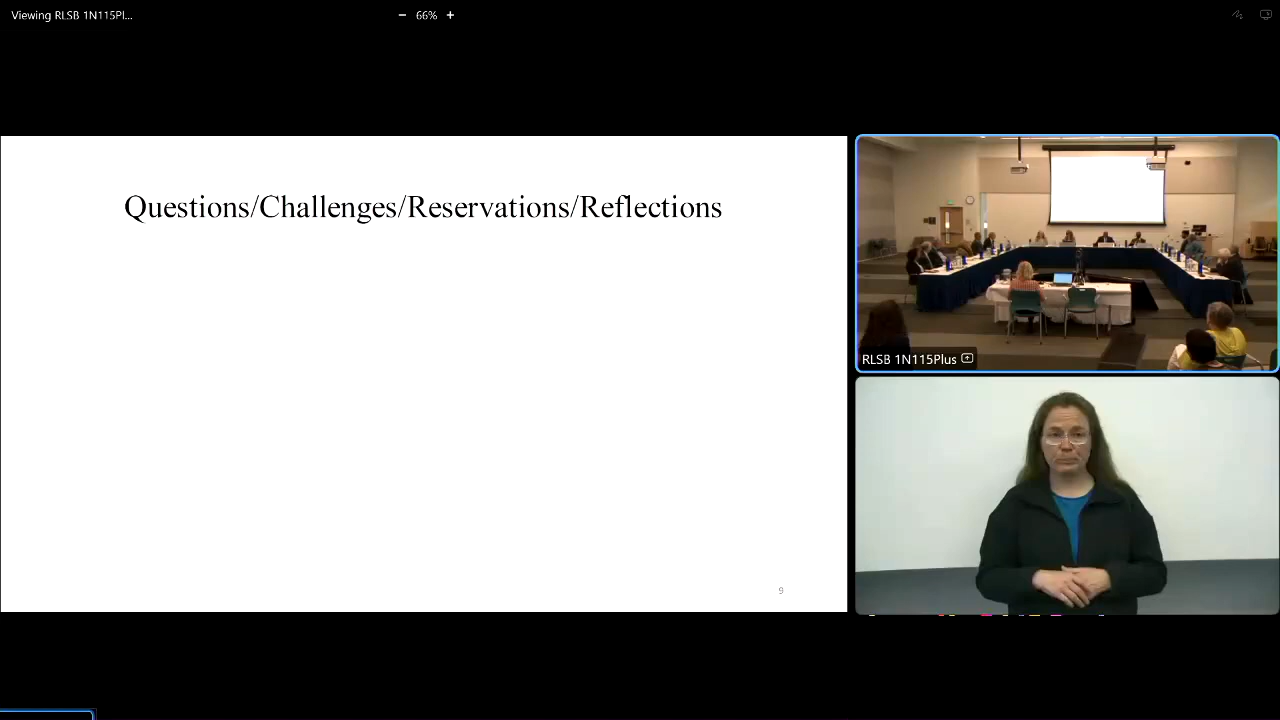 Viewing RLSB 1N115Pl...
− 66% +
Questions/Challenges/Reservations/Reflections
9
RLSB 1N115Plus